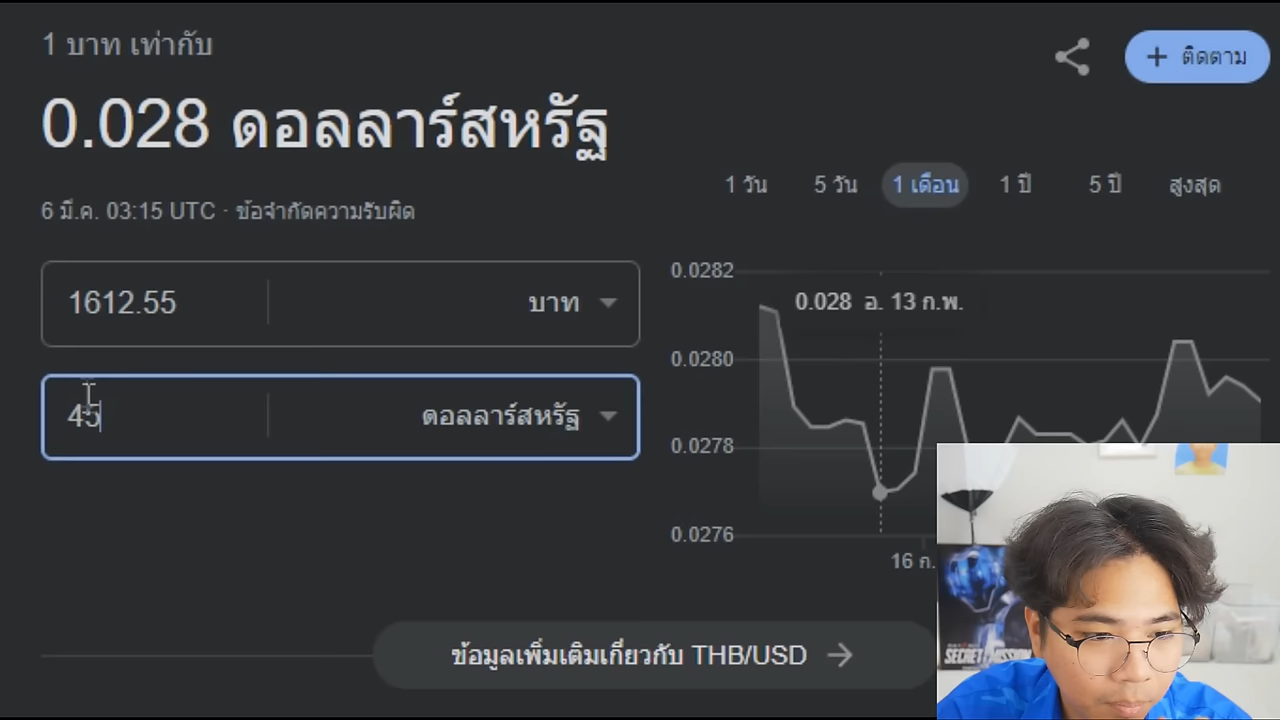 1 บาท เท่ากับ
0.028 ดอลลาร์สหรัฐ
6 มี.ค. 03:15 UTC · ข้อจำกัดความรับผิด
+ ติดตาม
1 วัน 5 วัน 1 เดือน 1 ปี 5 ปี สูงสุด
1612.55 บาท
45 ดอลลาร์สหรัฐ
0.0282
0.028 อ. 13 ก.พ.
0.0280
0.0278
0.0276
16 ก.
ข้อมูลเพิ่มเติมเกี่ยวกับ THB/USD
SECRET MISSION